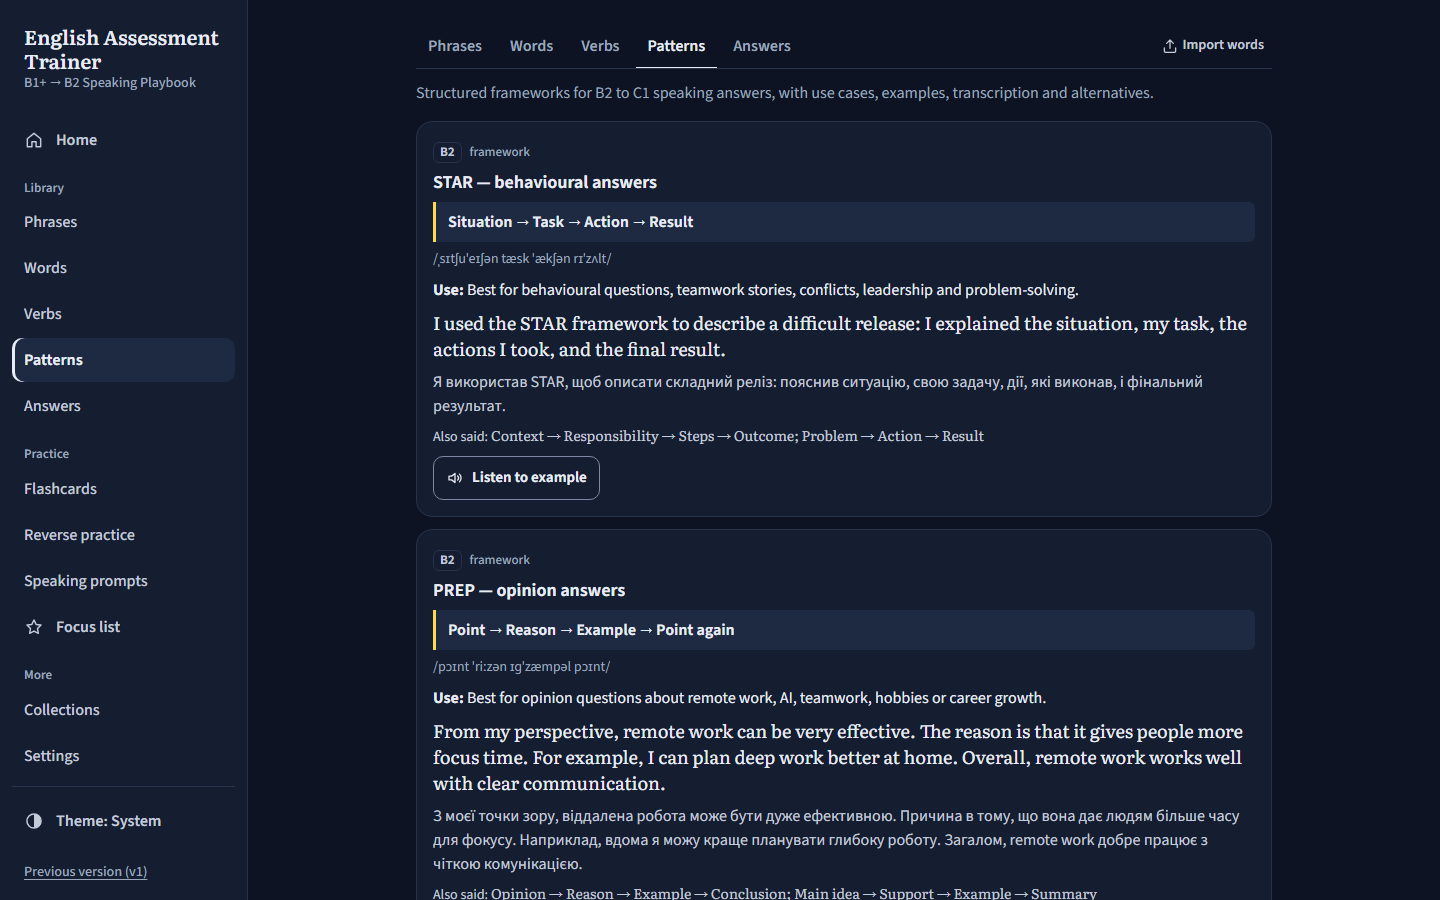 English Assessment
Trainer
B1+ → B2 Speaking Playbook
Home
Library
Phrases
Words
Verbs
Patterns
Answers
Practice
Flashcards
Reverse practice
Speaking prompts
Focus list
More
Collections
Settings
Theme: System
Previous version (v1)
Phrases Words Verbs Patterns Answers Import words
Structured frameworks for B2 to C1 speaking answers, with use cases, examples, transcription and alternatives.
B2 framework
STAR — behavioural answers
Situation → Task → Action → Result
/ˌsɪtʃuˈeɪʃən tæsk ˈækʃən rɪˈzʌlt/
Use: Best for behavioural questions, teamwork stories, conflicts, leadership and problem-solving.
I used the STAR framework to describe a difficult release: I explained the situation, my task, the
actions I took, and the final result.
Я використав STAR, щоб описати складний реліз: пояснив ситуацію, свою задачу, дії, які виконав, і фінальний
результат.
Also said: Context → Responsibility → Steps → Outcome; Problem → Action → Result
Listen to example
B2 framework
PREP — opinion answers
Point → Reason → Example → Point again
/pɔɪnt ˈriːzən ɪɡˈzæmpəl pɔɪnt/
Use: Best for opinion questions about remote work, AI, teamwork, hobbies or career growth.
From my perspective, remote work can be very effective. The reason is that it gives people more
focus time. For example, I can plan deep work better at home. Overall, remote work works well
with clear communication.
З моєї точки зору, віддалена робота може бути дуже ефективною. Причина в тому, що вона дає людям більше часу
для фокусу. Наприклад, вдома я можу краще планувати глибоку роботу. Загалом, remote work добре працює з
чіткою комунікацією.
Also said: Opinion → Reason → Example → Conclusion; Main idea → Support → Example → Summary